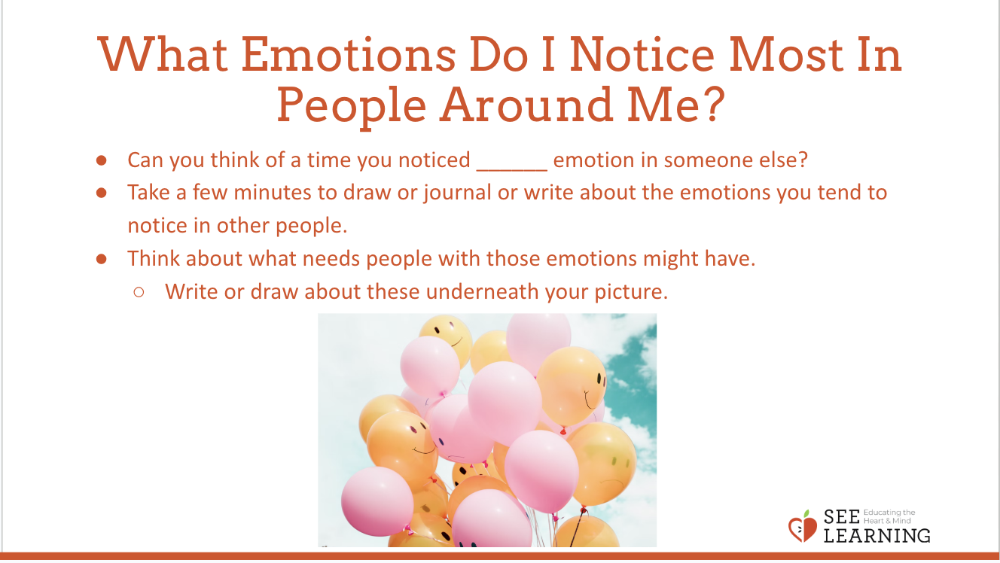 What Emotions Do I Notice Most In
People Around Me?
● Can you think of a time you noticed ______ emotion in someone else?
● Take a few minutes to draw or journal or write about the emotions you tend to
notice in other people.
● Think about what needs people with those emotions might have.
○ Write or draw about these underneath your picture.
SEE Educating the
Heart & Mind
LEARNING